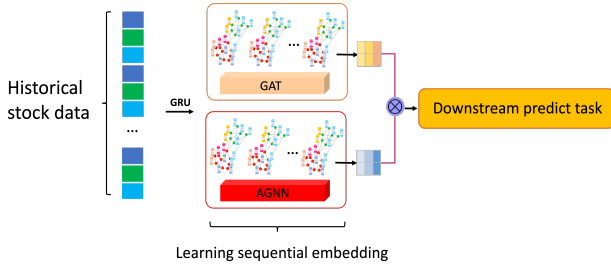 Historical
stock data
...
GRU
...
GAT
...
AGNN
Downstream predict task
Learning sequential embedding